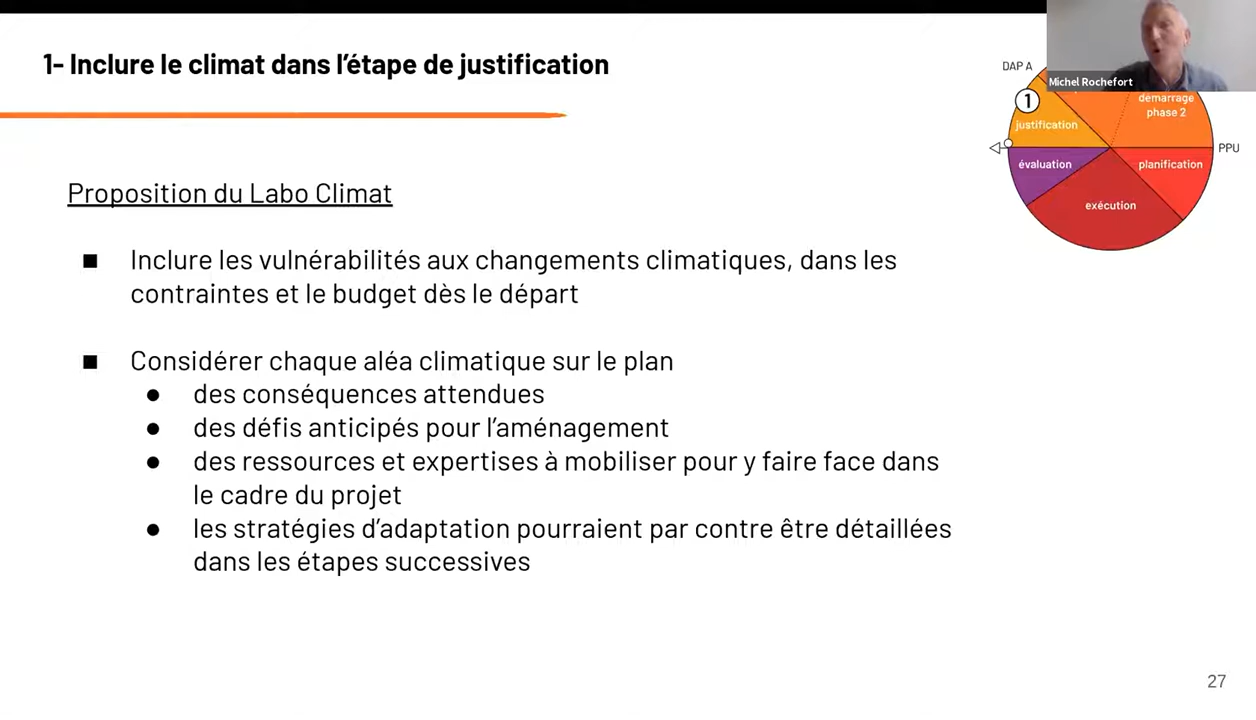 1- Inclure le climat dans l'étape de justification
Michel Rochefort
DAP A
1
démarrage
phase 2
justification
PPU
évaluation
planification
exécution
Proposition du Labo Climat
■ Inclure les vulnérabilités aux changements climatiques, dans les
contraintes et le budget dès le départ
■ Considérer chaque aléa climatique sur le plan
● des conséquences attendues
● des défis anticipés pour l'aménagement
● des ressources et expertises à mobiliser pour y faire face dans
le cadre du projet
● les stratégies d'adaptation pourraient par contre être détaillées
dans les étapes successives
27